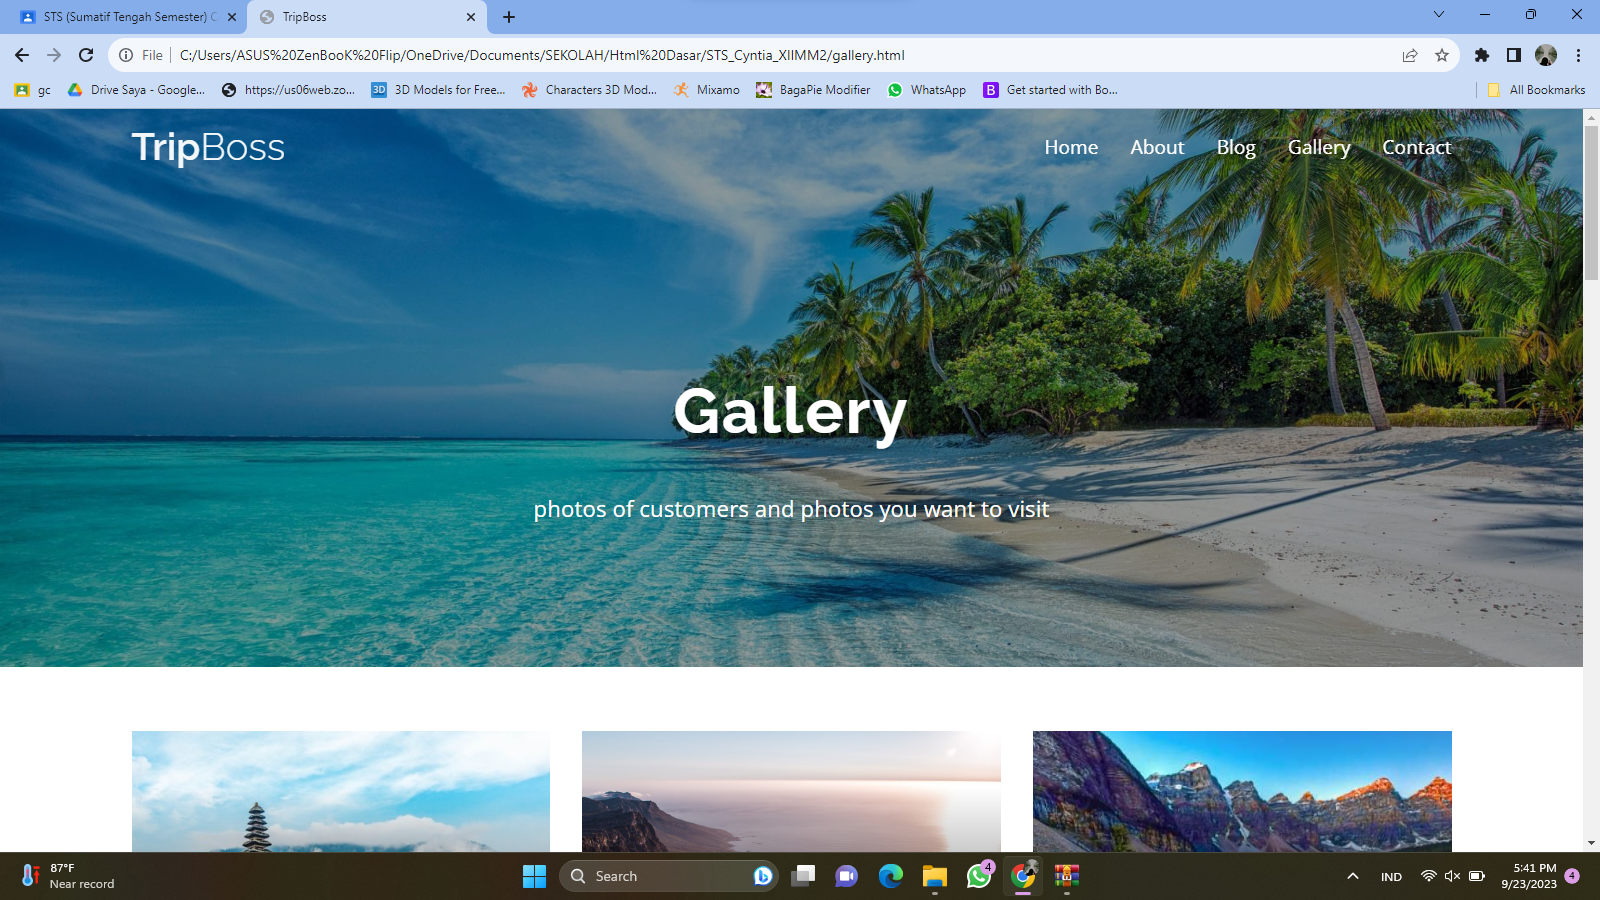 STS (Sumatif Tengah Semester) C
TripBoss
File
C:/Users/ASUS%20ZenBooK%20Flip/OneDrive/Documents/SEKOLAH/Html%20Dasar/STS_Cyntia_XIIMM2/gallery.html
gc
Drive Saya - Google...
https://us06web.zo...
3D
3D Models for Free...
Characters 3D Mod...
Mixamo
BagaPie Modifier
WhatsApp
B
Get started with Bo...
All Bookmarks
TripBoss
Home
About
Blog
Gallery
Contact
Gallery
photos of customers and photos you want to visit
87°F
Near record
Search
4
IND
5:41 PM
9/23/2023
4